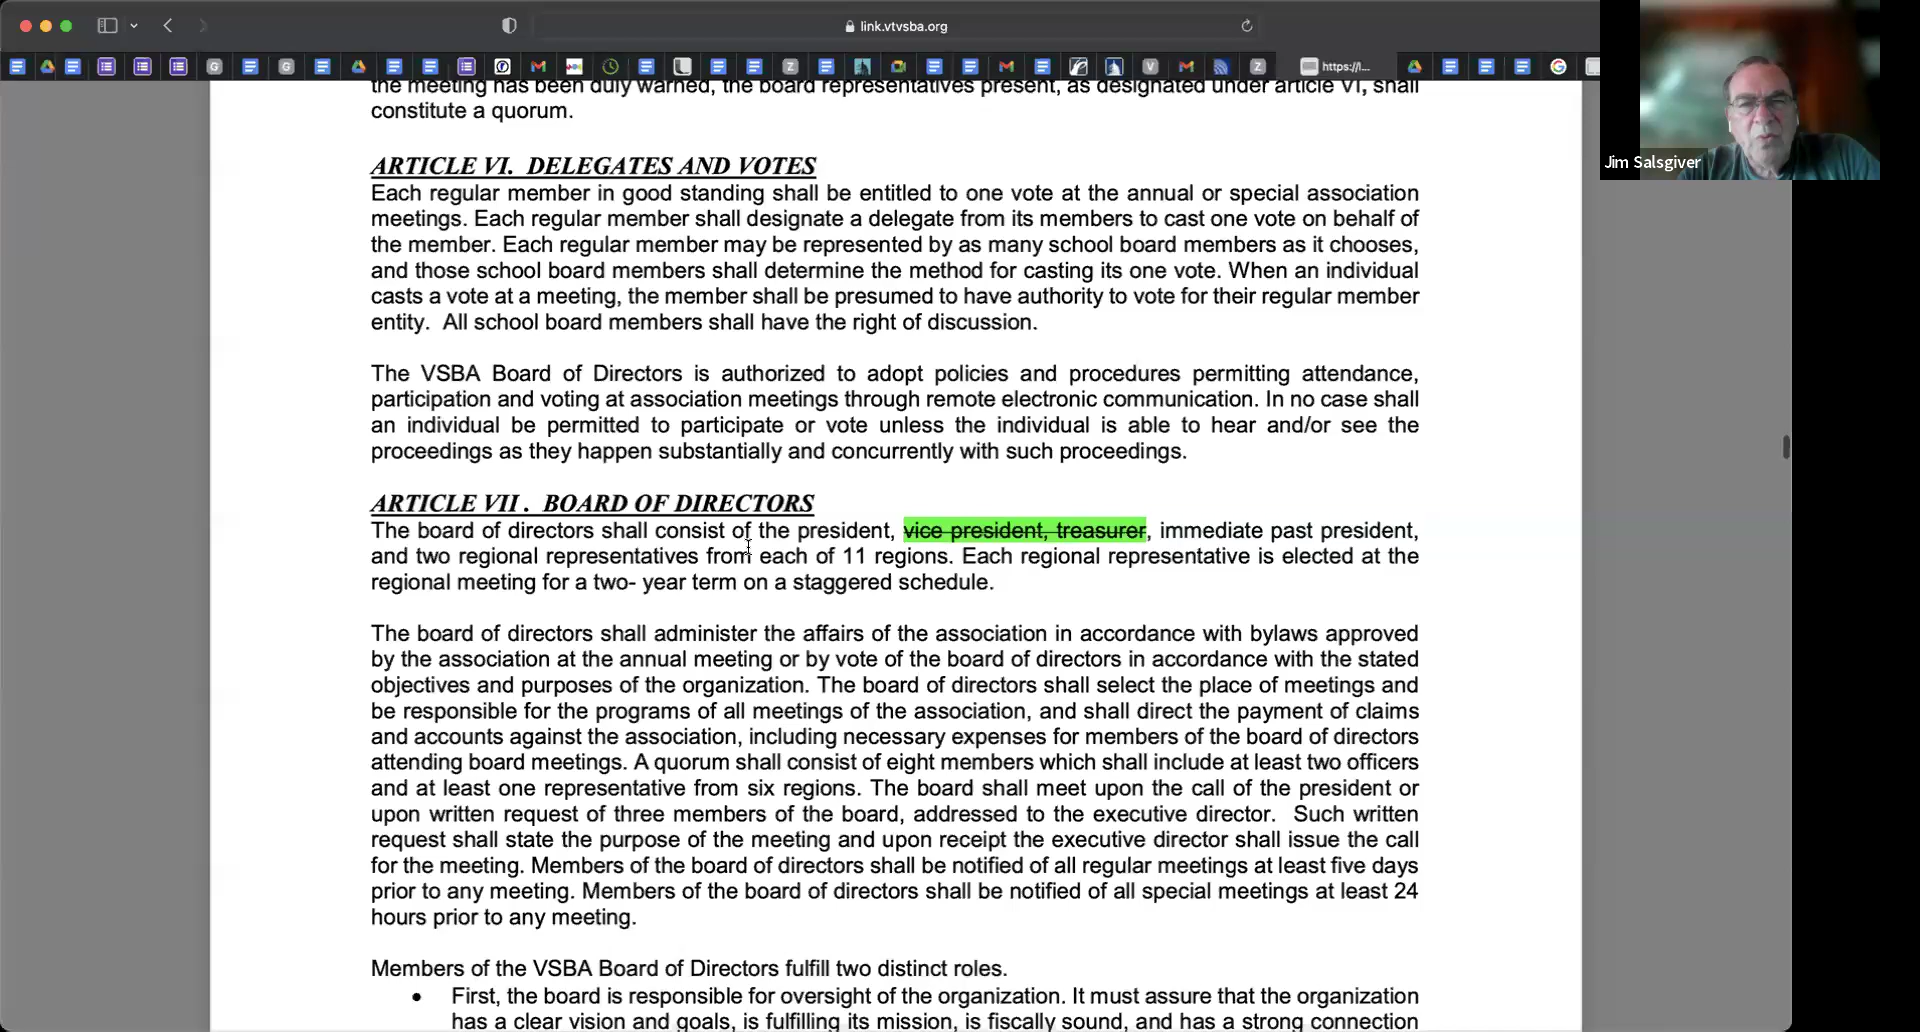 link.vtvsba.org
https://l...
the meeting has been duly warned, the board representatives present, as designated under article VI, shall
constitute a quorum.
ARTICLE VI. DELEGATES AND VOTES
Each regular member in good standing shall be entitled to one vote at the annual or special association
meetings. Each regular member shall designate a delegate from its members to cast one vote on behalf of
the member. Each regular member may be represented by as many school board members as it chooses,
and those school board members shall determine the method for casting its one vote. When an individual
casts a vote at a meeting, the member shall be presumed to have authority to vote for their regular member
entity. All school board members shall have the right of discussion.
The VSBA Board of Directors is authorized to adopt policies and procedures permitting attendance,
participation and voting at association meetings through remote electronic communication. In no case shall
an individual be permitted to participate or vote unless the individual is able to hear and/or see the
proceedings as they happen substantially and concurrently with such proceedings.
ARTICLE VII. BOARD OF DIRECTORS
The board of directors shall consist of the president, vice president, treasurer, immediate past president,
and two regional representatives from each of 11 regions. Each regional representative is elected at the
regional meeting for a two- year term on a staggered schedule.
The board of directors shall administer the affairs of the association in accordance with bylaws approved
by the association at the annual meeting or by vote of the board of directors in accordance with the stated
objectives and purposes of the organization. The board of directors shall select the place of meetings and
be responsible for the programs of all meetings of the association, and shall direct the payment of claims
and accounts against the association, including necessary expenses for members of the board of directors
attending board meetings. A quorum shall consist of eight members which shall include at least two officers
and at least one representative from six regions. The board shall meet upon the call of the president or
upon written request of three members of the board, addressed to the executive director. Such written
request shall state the purpose of the meeting and upon receipt the executive director shall issue the call
for the meeting. Members of the board of directors shall be notified of all regular meetings at least five days
prior to any meeting. Members of the board of directors shall be notified of all special meetings at least 24
hours prior to any meeting.
Members of the VSBA Board of Directors fulfill two distinct roles.
• First, the board is responsible for oversight of the organization. It must assure that the organization
has a clear vision and goals, is fulfilling its mission, is fiscally sound, and has a strong connection
Jim Salsgiver